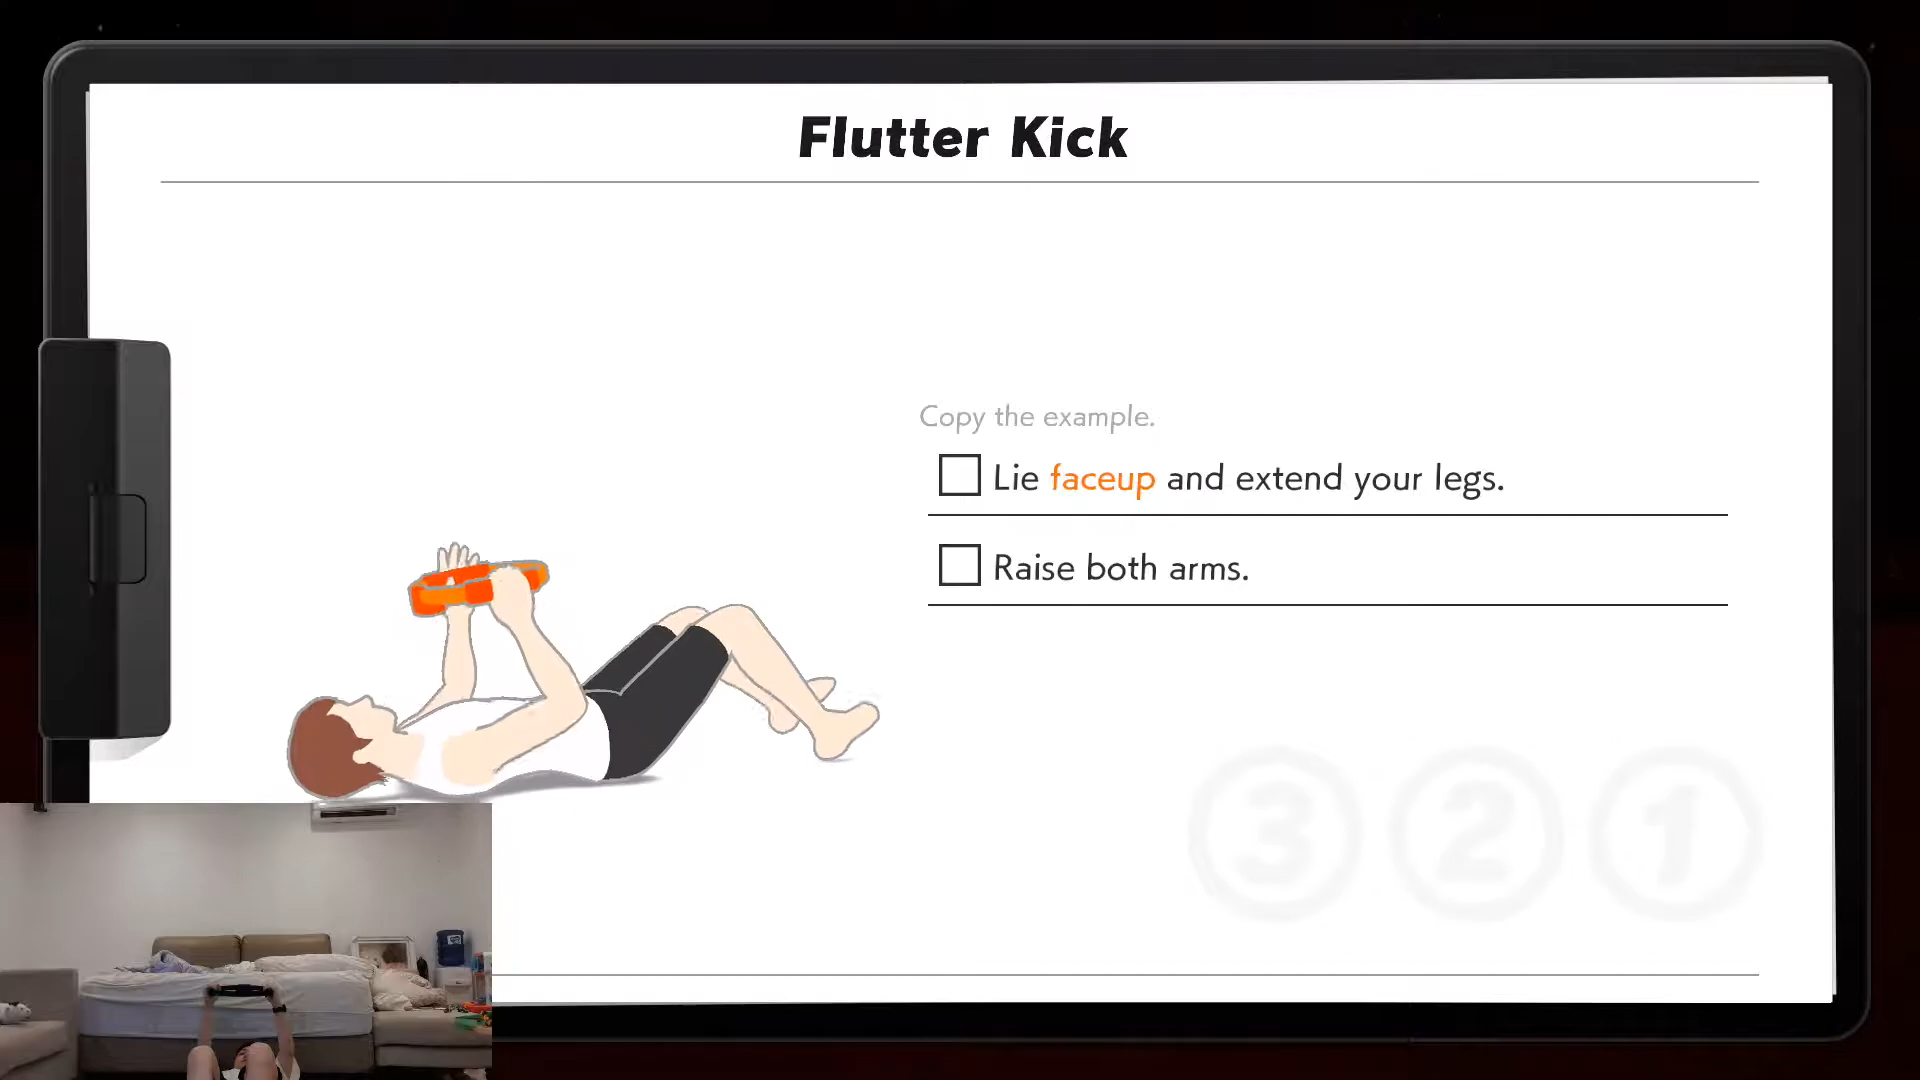 Flutter Kick
Copy the example.
Lie faceup and extend your legs.
Raise both arms.
3 2 1